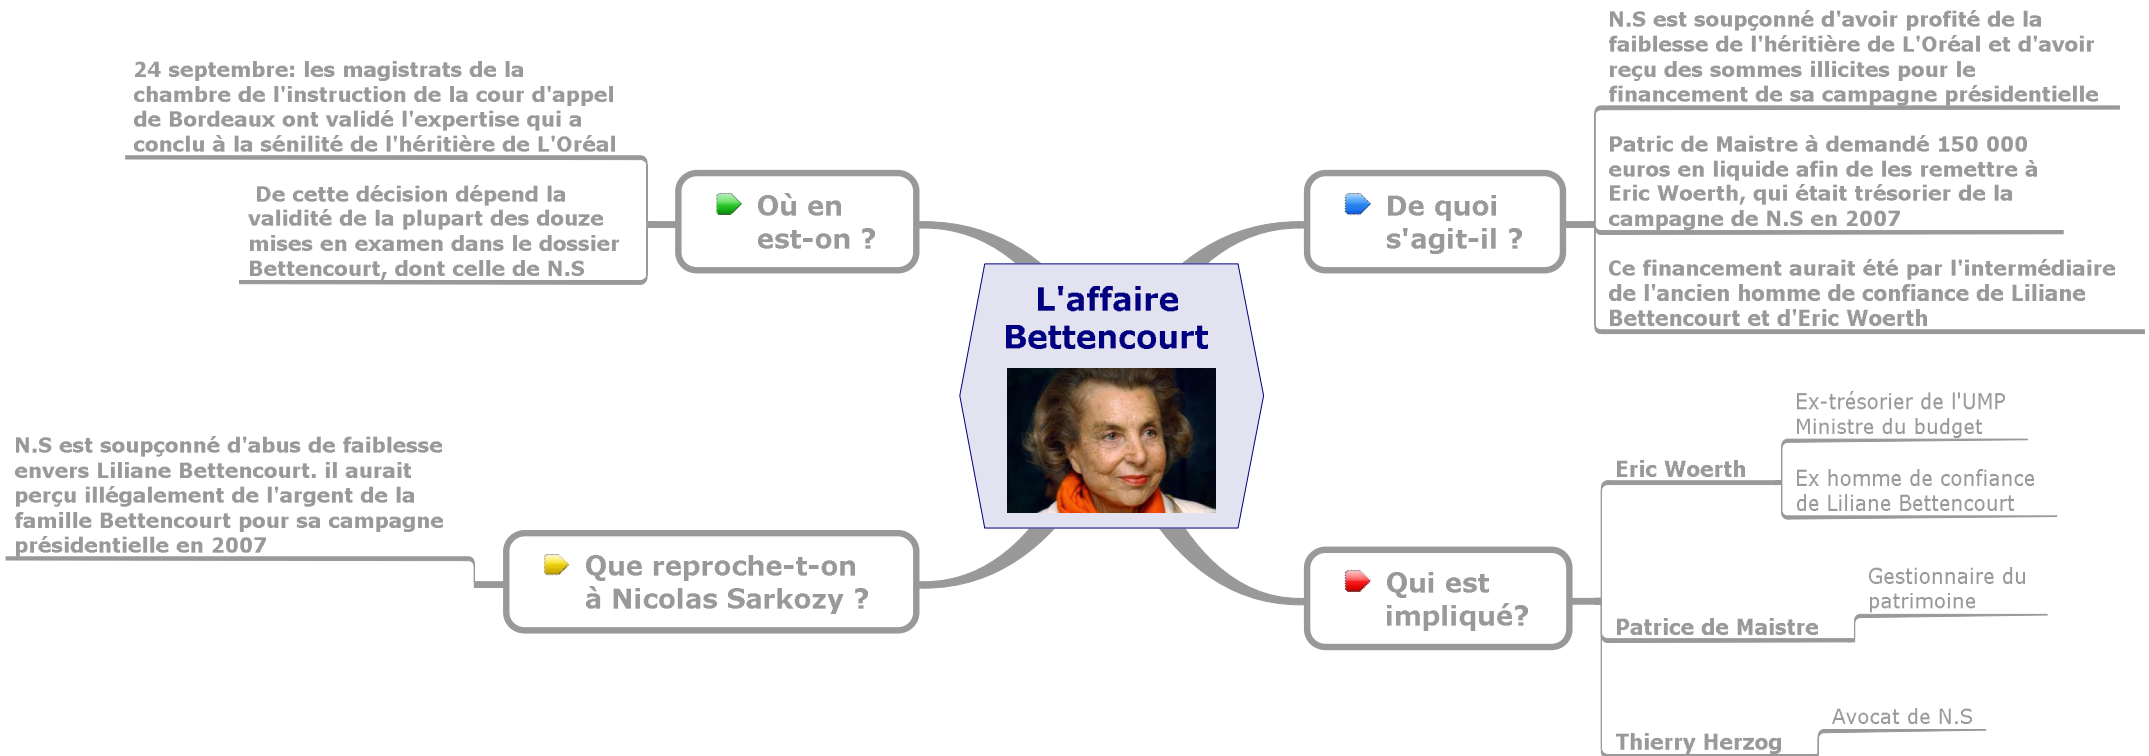 L'affaire
Bettencourt
De quoi
s'agit-il ?
N.S est soupçonné d'avoir profité de la
faiblesse de l'héritière de L'Oréal et d'avoir
reçu des sommes illicites pour le
financement de sa campagne présidentielle
Patric de Maistre à demandé 150 000
euros en liquide afin de les remettre à
Eric Woerth, qui était trésorier de la
campagne de N.S en 2007
Ce financement aurait été par l'intermédiaire
de l'ancien homme de confiance de Liliane
Bettencourt et d'Eric Woerth
Qui est
impliqué?
Eric Woerth
Ex-trésorier de l'UMP
Ministre du budget
Ex homme de confiance
de Liliane Bettencourt
Patrice de Maistre
Gestionnaire du
patrimoine
Thierry Herzog
Avocat de N.S
Que reproche-t-on
à Nicolas Sarkozy ?
N.S est soupçonné d'abus de faiblesse
envers Liliane Bettencourt. il aurait
perçu illégalement de l'argent de la
famille Bettencourt pour sa campagne
présidentielle en 2007
Où en
est-on ?
24 septembre: les magistrats de la
chambre de l'instruction de la cour d'appel
de Bordeaux ont validé l'expertise qui a
conclu à la sénilité de l'héritière de L'Oréal
De cette décision dépend la
validité de la plupart des douze
mises en examen dans le dossier
Bettencourt, dont celle de N.S